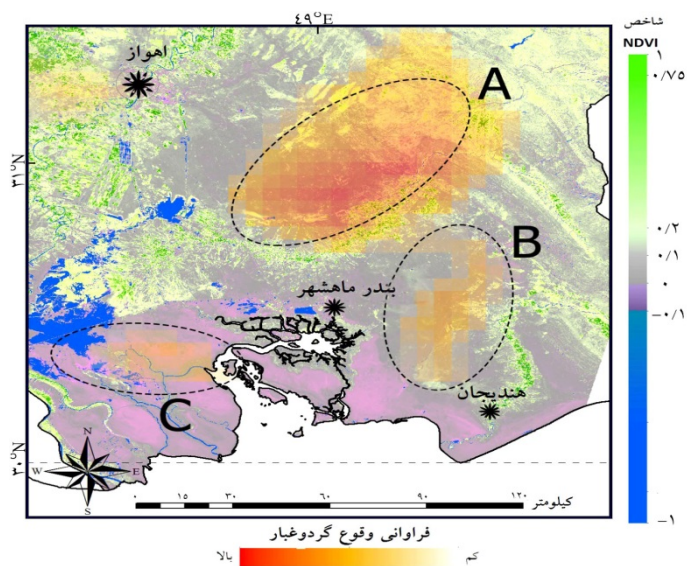 ۴۹°E
شاخص
NDVI
اهواز
A
۱
۰/۷۵
۳۱°N
B
۰/۲
۰/۱
۰
-۰/۱
بندر ماهشهر
هندیجان
C
۳۰°N
N
W E
S
-۱
۰ ۱۵ ۳۰ ۶۰ ۹۰ ۱۲۰
کیلومتر
فراوانی وقوع گردوغبار
بالا
کم